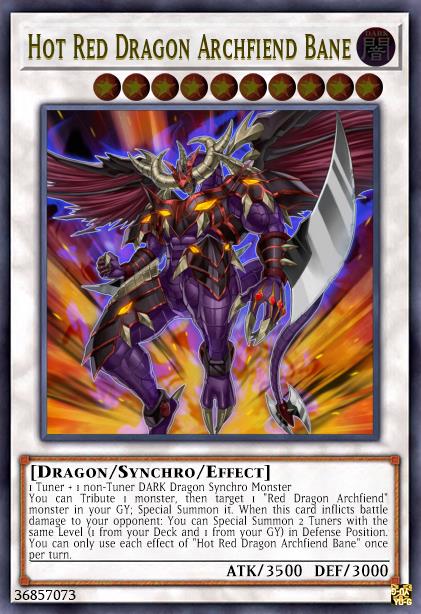 HOT RED DRAGON ARCHFIEND BANE
DARK
闇
[DRAGON/SYNCHRO/EFFECT]
1 Tuner + 1 non-Tuner DARK Dragon Synchro Monster
You can Tribute 1 monster, then target 1 "Red Dragon Archfiend"
monster in your GY; Special Summon it. When this card inflicts battle
damage to your opponent: You can Special Summon 2 Tuners with the
same Level (1 from your Deck and 1 from your GY) in Defense Position.
You can only use each effect of "Hot Red Dragon Archfiend Bane" once
per turn.
ATK/3500 DEF/3000
36857073